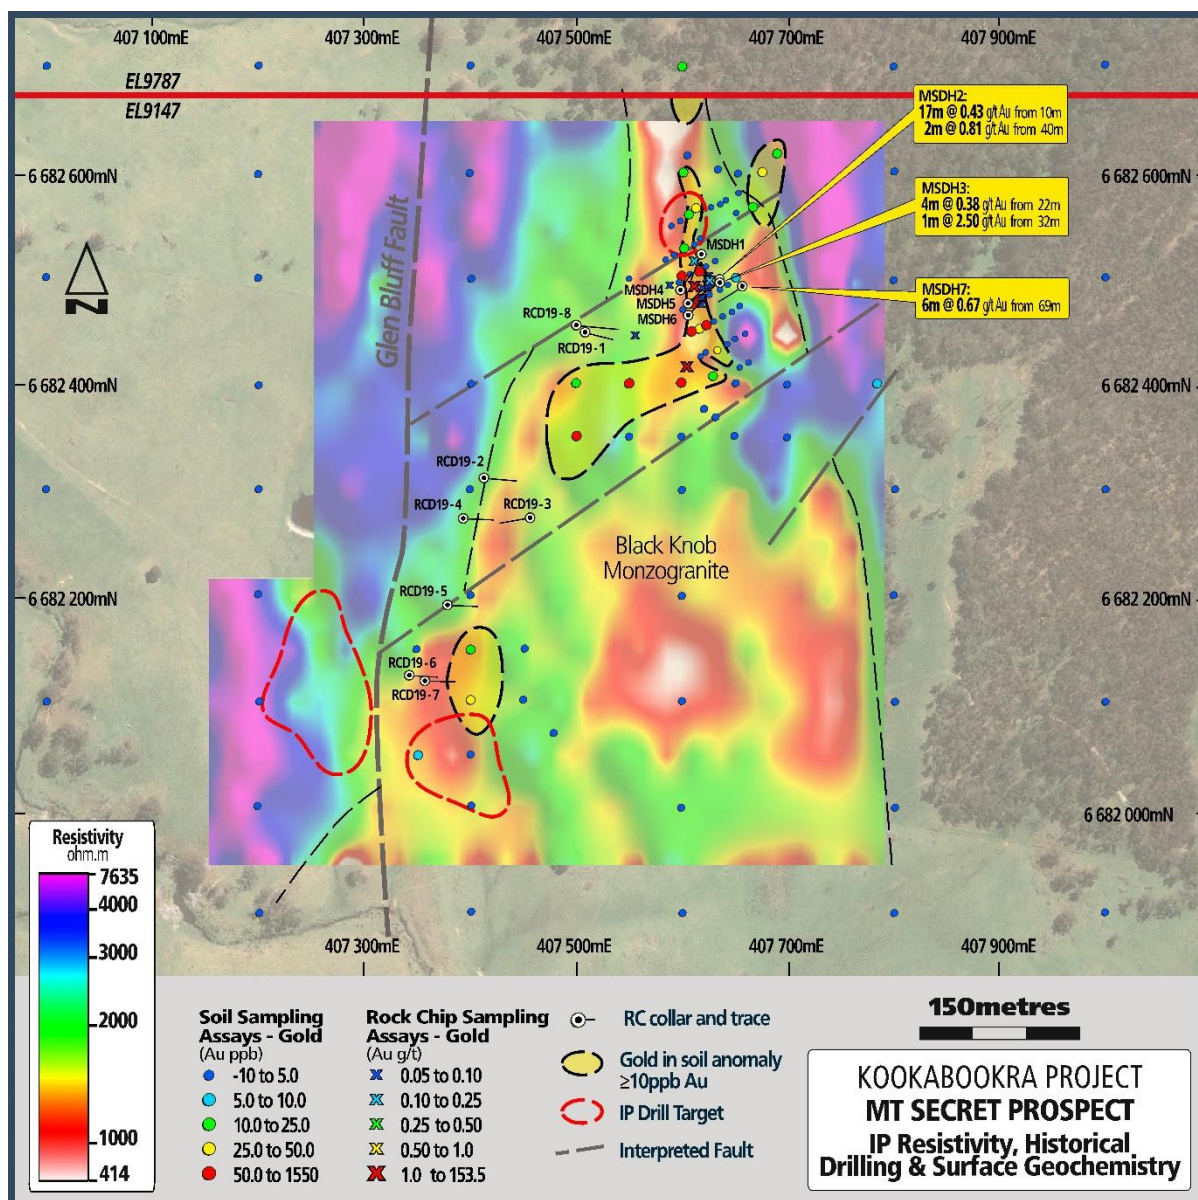 407 100mE
407 300mE
407 500mE
407 700mE
407 900mE
EL9787
EL9147
MSDH2:
17m @ 0.43 g/t Au from 10m
2m @ 0.81 g/t Au from 40m
6 682 600mN
6 682 600mN
MSDH3:
4m @ 0.38 g/t Au from 22m
1m @ 2.50 g/t Au from 32m
MSDH1
N
Glen Bluff Fault
MSDH4
MSDH5
MSDH6
MSDH7
6m @ 0.67 g/t Au from 69m
RCD19-8
RCD19-1
6 682 400mN
6 682 400mN
RCD19-2
RCD19-4
RCD19-3
Black Knob
Monzogranite
RCD19-5
6 682 200mN
6 682 200mN
RCD19-6
RCD19-7
6 682 000mN
Resistivity
ohm.m
7635
4000
3000
2000
1000
414
407 300mE
407 500mE
407 700mE
407 900mE
Soil Sampling
Assays - Gold
(Au ppb)
-10 to 5.0
5.0 to 10.0
10.0 to 25.0
25.0 to 50.0
50.0 to 1550
Rock Chip Sampling
Assays - Gold
(Au g/t)
0.05 to 0.10
0.10 to 0.25
0.25 to 0.50
0.50 to 1.0
1.0 to 153.5
RC collar and trace
Gold in soil anomaly
≥10ppb Au
IP Drill Target
Interpreted Fault
150metres
KOOKABOOKRA PROJECT
MT SECRET PROSPECT
IP Resistivity, Historical
Drilling & Surface Geochemistry